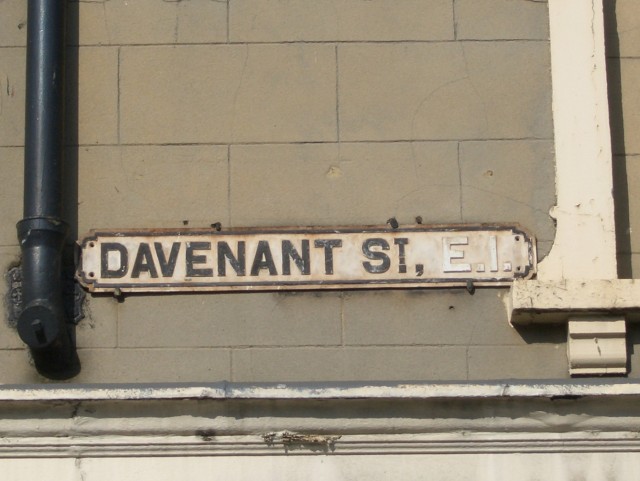 DAVENANT ST, E.1.